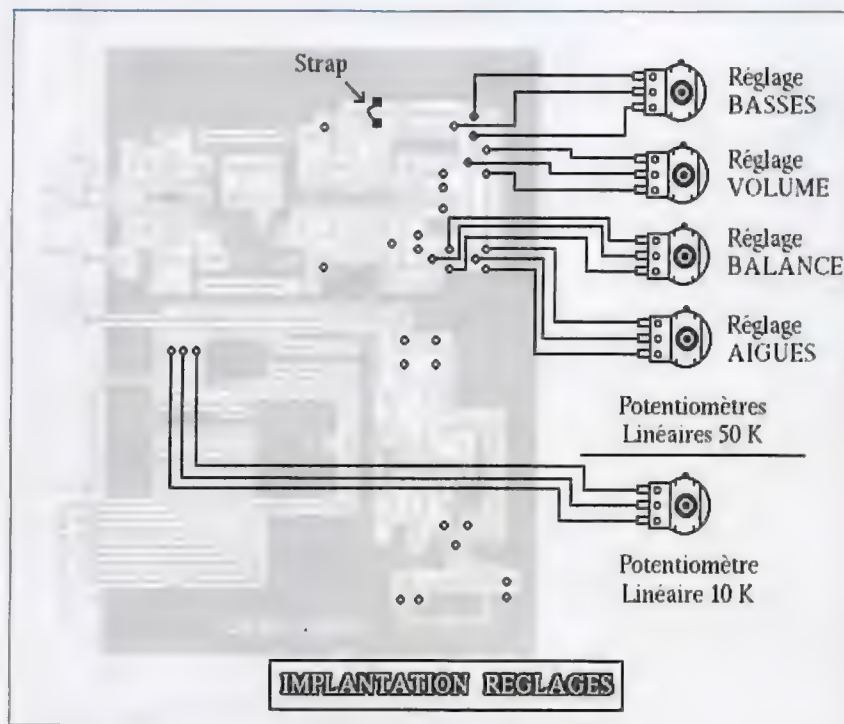 Strap
Réglage
BASSES
Réglage
VOLUME
Réglage
BALANCE
Réglage
AIGUES
Potentiomètres
Linéaires 50 K
Potentiomètre
Linéaire 10 K
IMPLANTATION REGLAGES